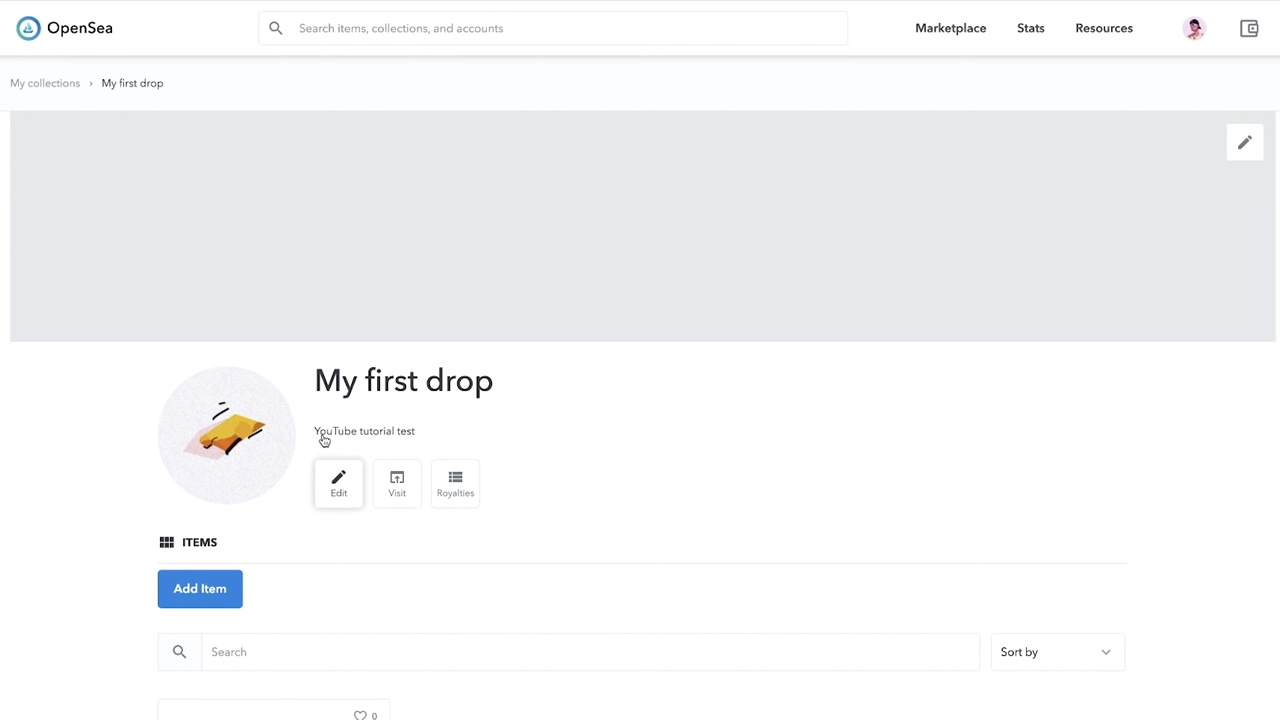 OpenSea
Search items, collections, and accounts
Marketplace
Stats
Resources
My collections › My first drop
My first drop
YouTube tutorial test
Edit
Visit
Royalties
ITEMS
Add Item
Search
Sort by
0